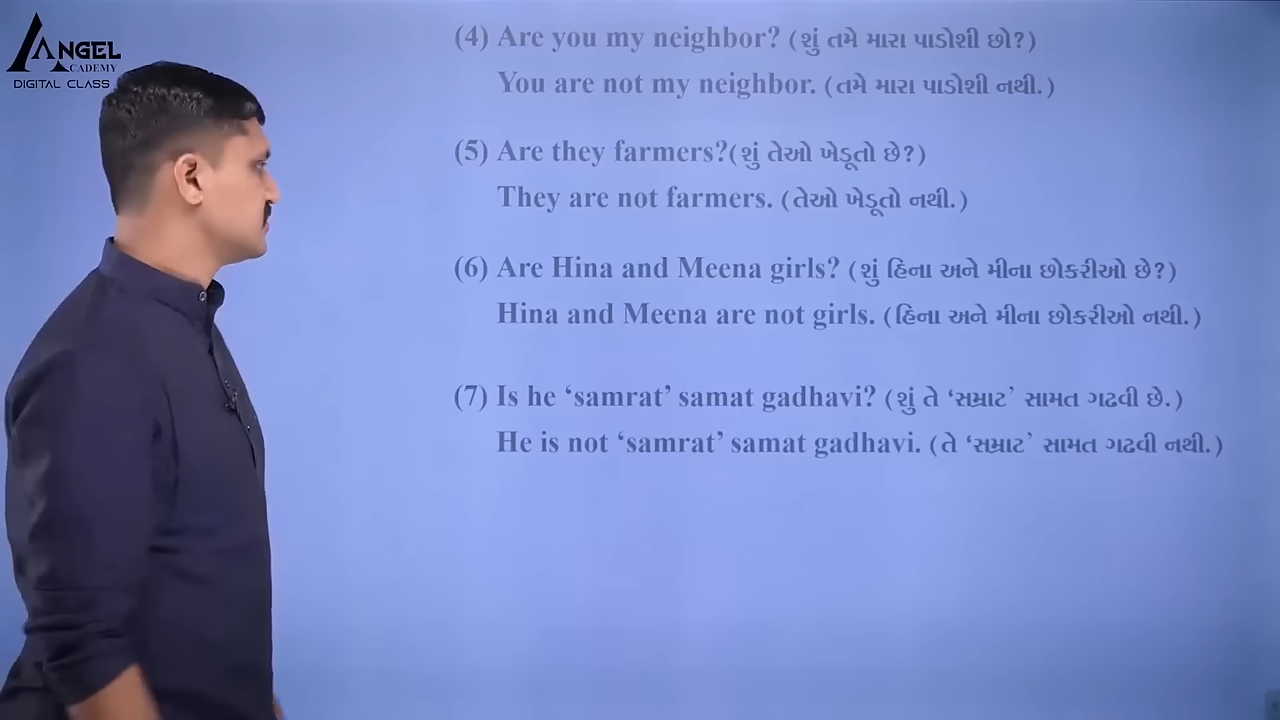 ANGEL
ACADEMY
DIGITAL CLASS
(4) Are you my neighbor? (શું તમે મારા પાડોશી છો?)
You are not my neighbor. (તમે મારા પાડોશી નથી.)
(5) Are they farmers?(શું તેઓ ખેડૂતો છે?)
They are not farmers. (તેઓ ખેડૂતો નથી.)
(6) Are Hina and Meena girls? (શું હિના અને મીના છોકરીઓ છે?)
Hina and Meena are not girls. (હિના અને મીના છોકરીઓ નથી.)
(7) Is he ‘samrat’ samat gadhavi? (શું તે ‘સમ્રાટ’ સામત ગઢવી છે.)
He is not ‘samrat’ samat gadhavi. (તે ‘સમ્રાટ’ સામત ગઢવી નથી.)